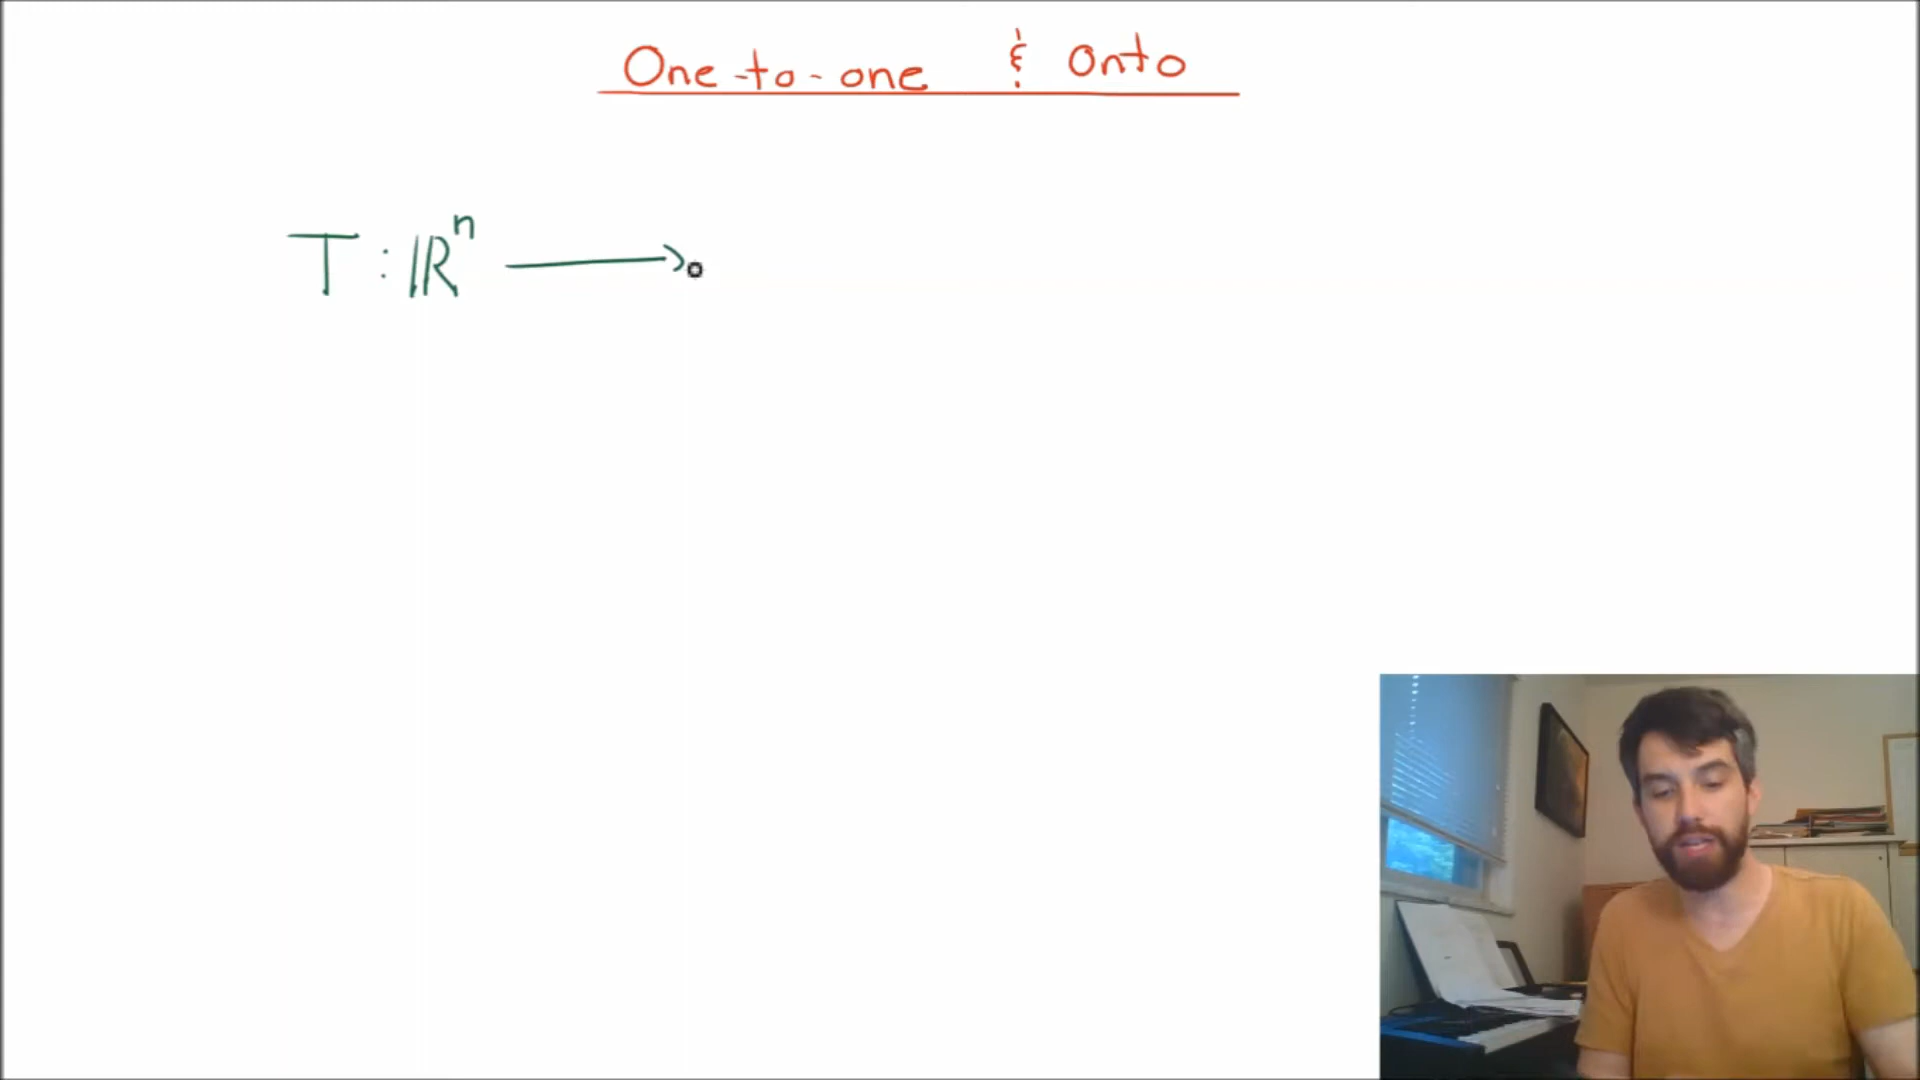 One-to-one & Onto
T : ℝⁿ ⟶